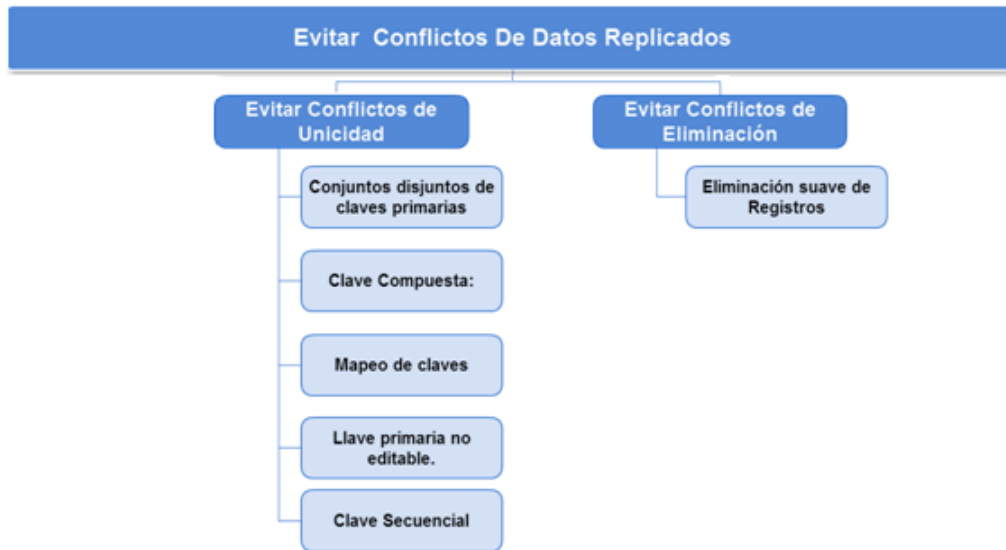 Evitar Conflictos De Datos Replicados
Evitar Conflictos de
Unicidad
Evitar Conflictos de
Eliminación
Conjuntos disjuntos de
claves primarias
Eliminación suave de
Registros
Clave Compuesta:
Mapeo de claves
Llave primaria no
editable.
Clave Secuencial